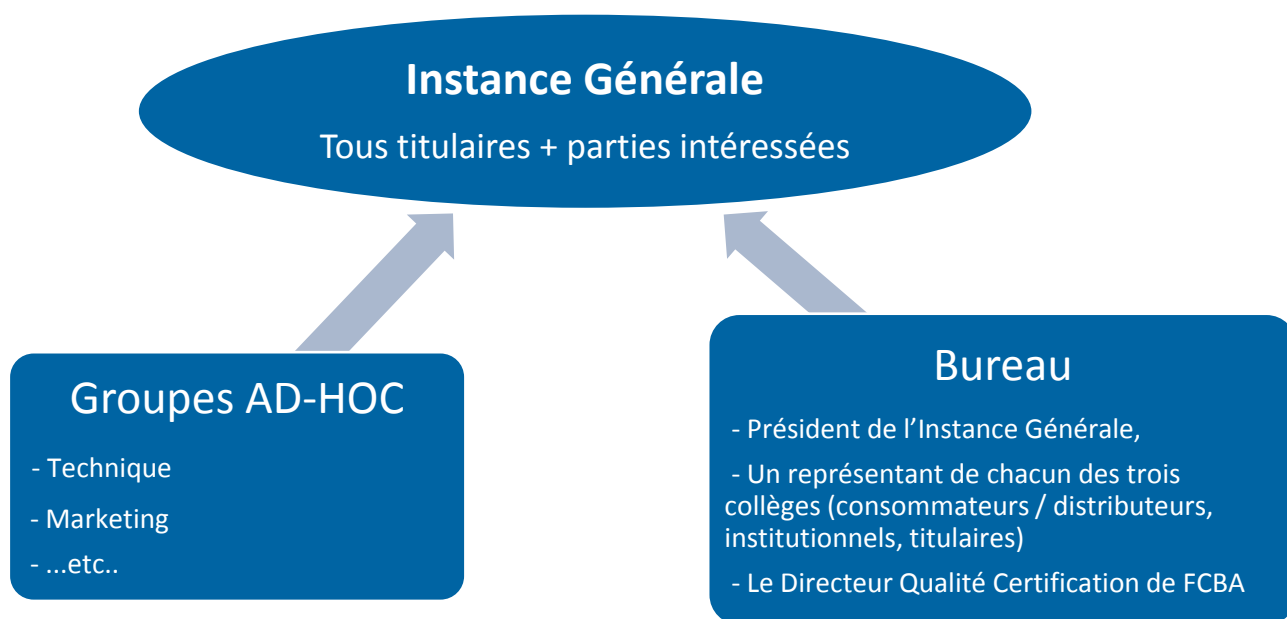 Instance Générale
Tous titulaires + parties intéressées
Groupes AD-HOC
- Technique
- Marketing
- ...etc..
Bureau
- Président de l’Instance Générale,
- Un représentant de chacun des trois
collèges (consommateurs / distributeurs,
institutionnels, titulaires)
- Le Directeur Qualité Certification de FCBA